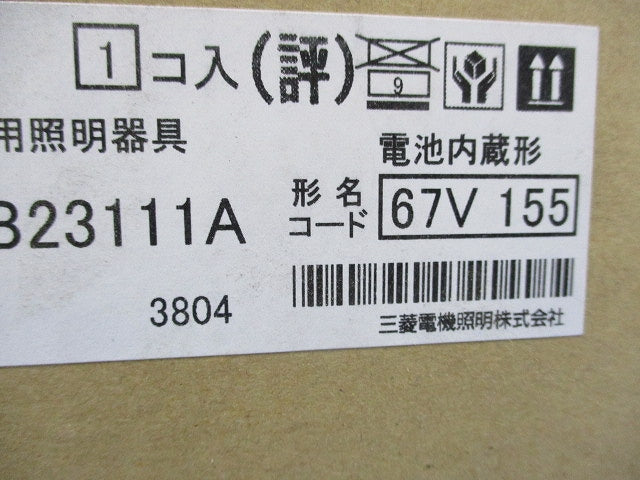 1 コ入 (評) 9
用照明器具
電池内蔵形
B23111A
形名コード 67V 155
3804
三菱電機照明株式会社